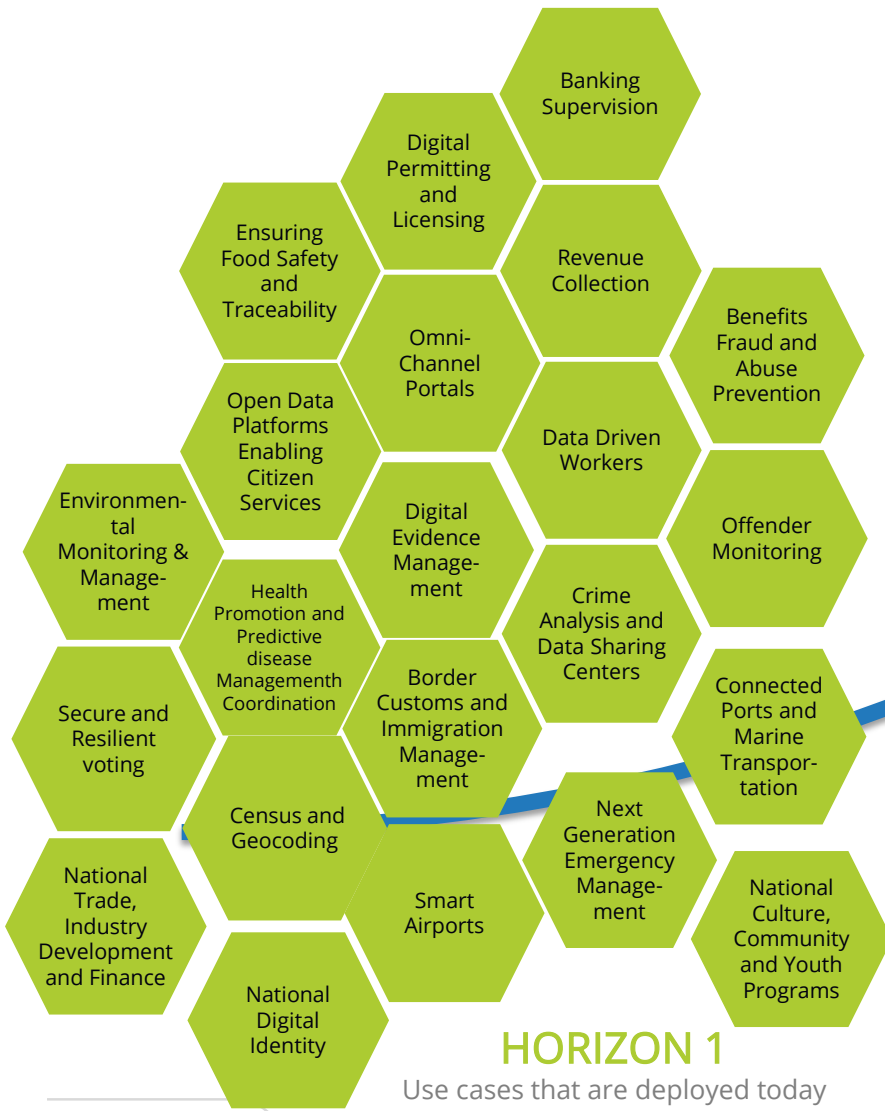 Banking
Supervision
Digital
Permitting
and
Licensing
Ensuring
Food Safety
and
Traceability
Revenue
Collection
Benefits
Fraud and
Abuse
Prevention
Omni-
Channel
Portals
Open Data
Platforms
Enabling
Citizen
Services
Data Driven
Workers
Environmen-
tal
Monitoring &
Manage-
ment
Digital
Evidence
Manage-
ment
Offender
Monitoring
Health
Promotion and
Predictive
disease
Managementh
Coordination
Crime
Analysis and
Data Sharing
Centers
Secure and
Resilient
voting
Border
Customs and
Immigration
Manage-
ment
Connected
Ports and
Marine
Transpor-
tation
Census and
Geocoding
Next
Generation
Emergency
Manage-
ment
National
Trade,
Industry
Development
and Finance
Smart
Airports
National
Culture,
Community
and Youth
Programs
National
Digital
Identity
HORIZON 1
Use cases that are deployed today